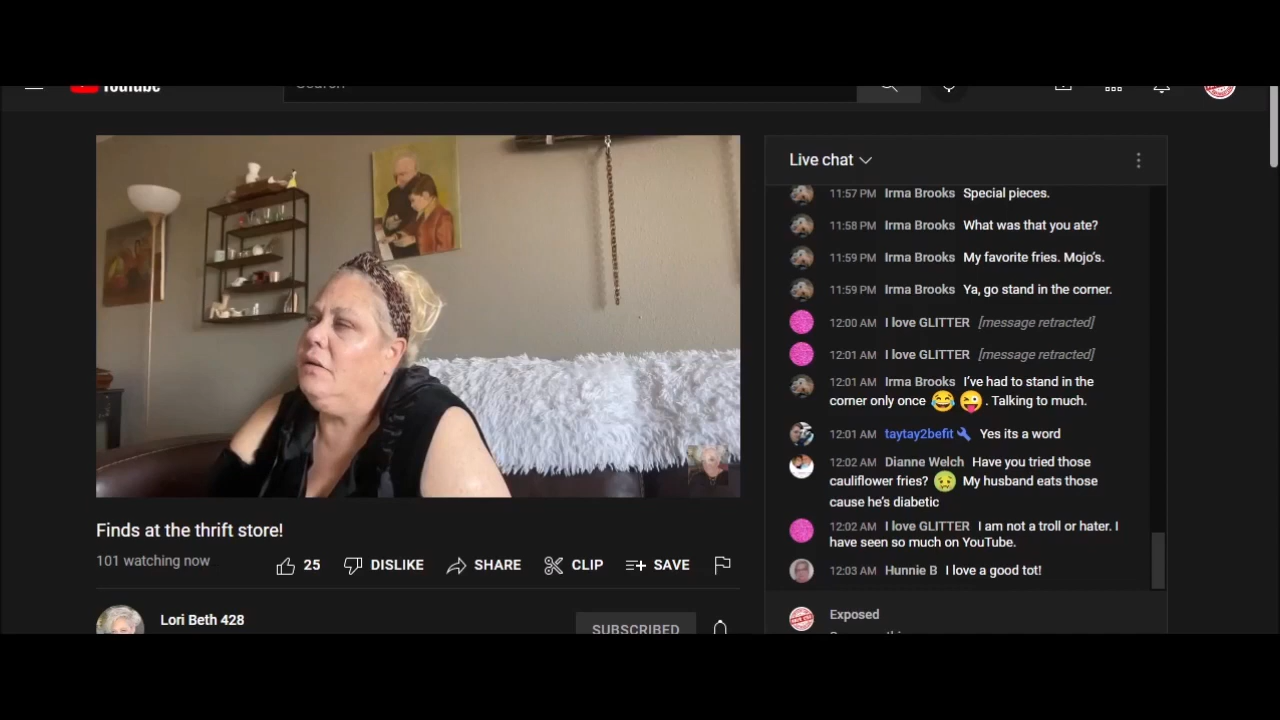 YouTube
Search
Live chat
11:57 PM Irma Brooks Special pieces.
11:58 PM Irma Brooks What was that you ate?
11:59 PM Irma Brooks My favorite fries. Mojo's.
11:59 PM Irma Brooks Ya, go stand in the corner.
12:00 AM I love GLITTER [message retracted]
12:01 AM I love GLITTER [message retracted]
12:01 AM Irma Brooks I've had to stand in the
corner only once 😂 😜 . Talking to much.
12:01 AM taytay2befit Yes its a word
12:02 AM Dianne Welch Have you tried those
cauliflower fries? 🤢 My husband eats those
cause he's diabetic
12:02 AM I love GLITTER I am not a troll or hater. I
have seen so much on YouTube.
12:03 AM Hunnie B I love a good tot!
Exposed
Finds at the thrift store!
101 watching now
25 DISLIKE SHARE CLIP SAVE
Lori Beth 428
SUBSCRIBED